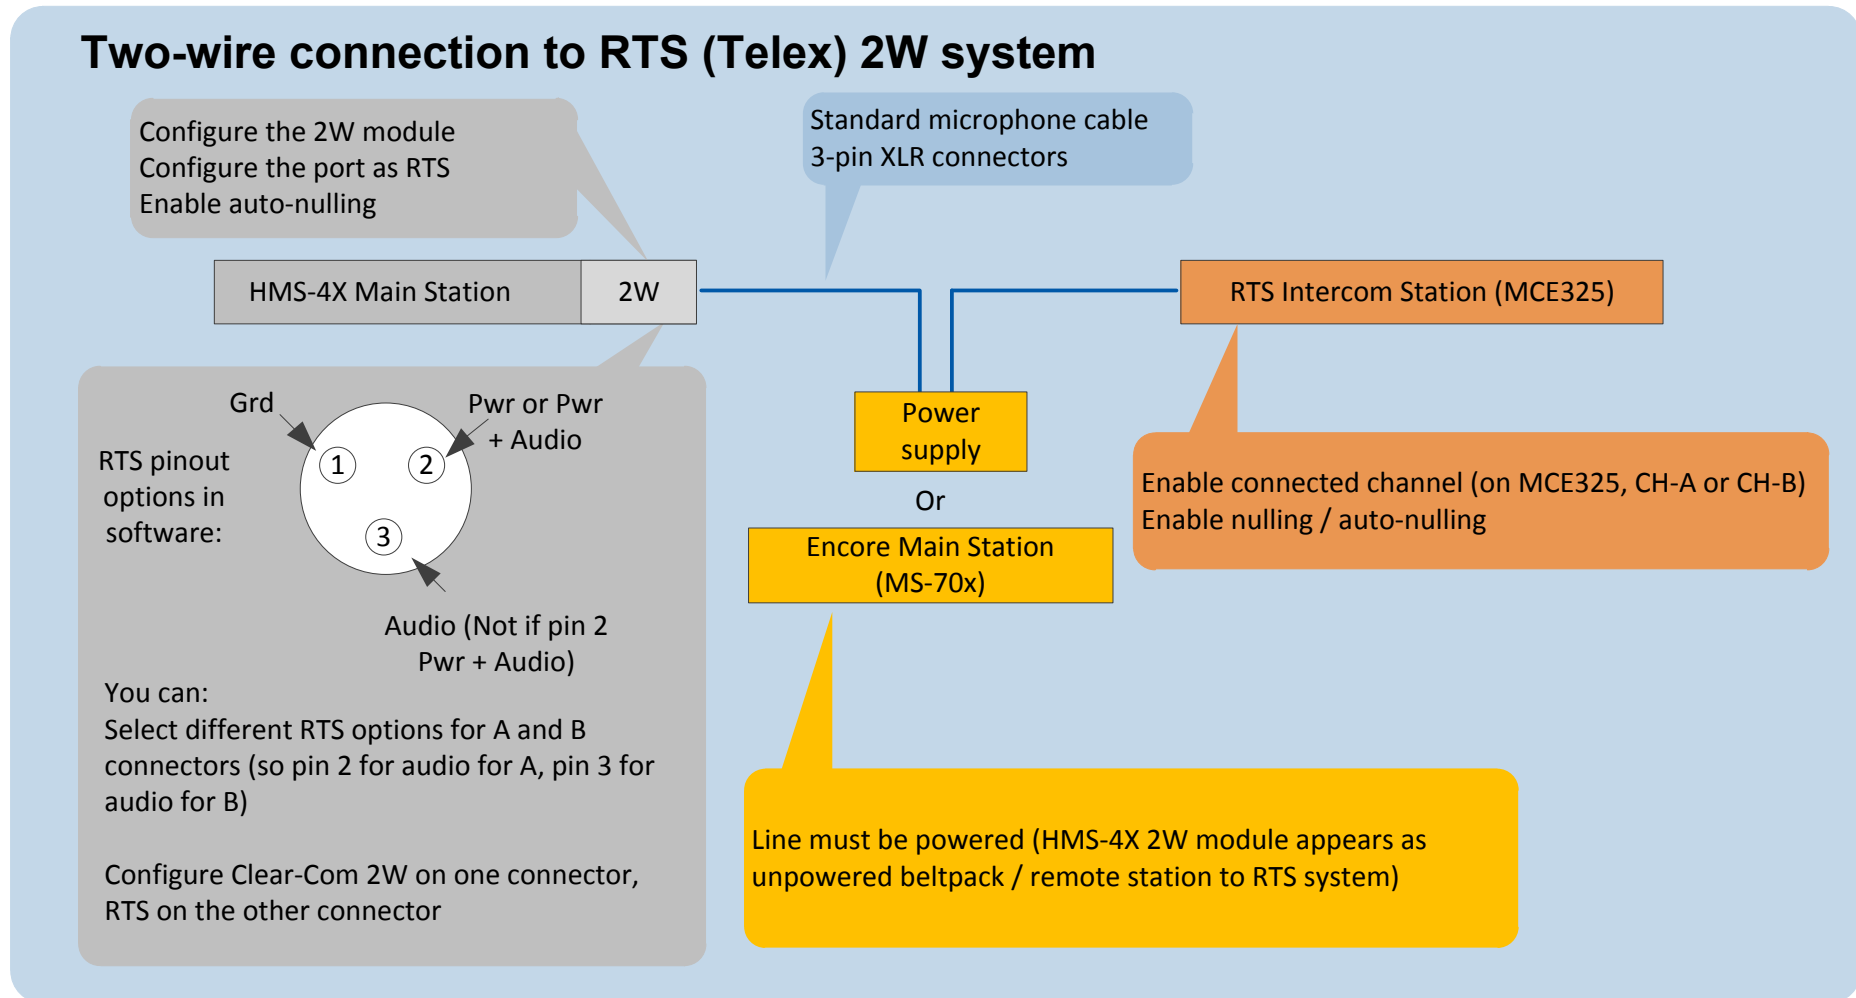 Two-wire connection to RTS (Telex) 2W system
Configure the 2W module
Configure the port as RTS
Enable auto-nulling
Standard microphone cable
3-pin XLR connectors
HMS-4X Main Station
2W
RTS Intercom Station (MCE325)
Grd
Pwr or Pwr
+ Audio
RTS pinout
options in
software:
1
2
3
Audio (Not if pin 2
Pwr + Audio)
You can:
Select different RTS options for A and B
connectors (so pin 2 for audio for A, pin 3 for
audio for B)
Configure Clear-Com 2W on one connector,
RTS on the other connector
Power
supply
Or
Encore Main Station
(MS-70x)
Enable connected channel (on MCE325, CH-A or CH-B)
Enable nulling / auto-nulling
Line must be powered (HMS-4X 2W module appears as
unpowered beltpack / remote station to RTS system)